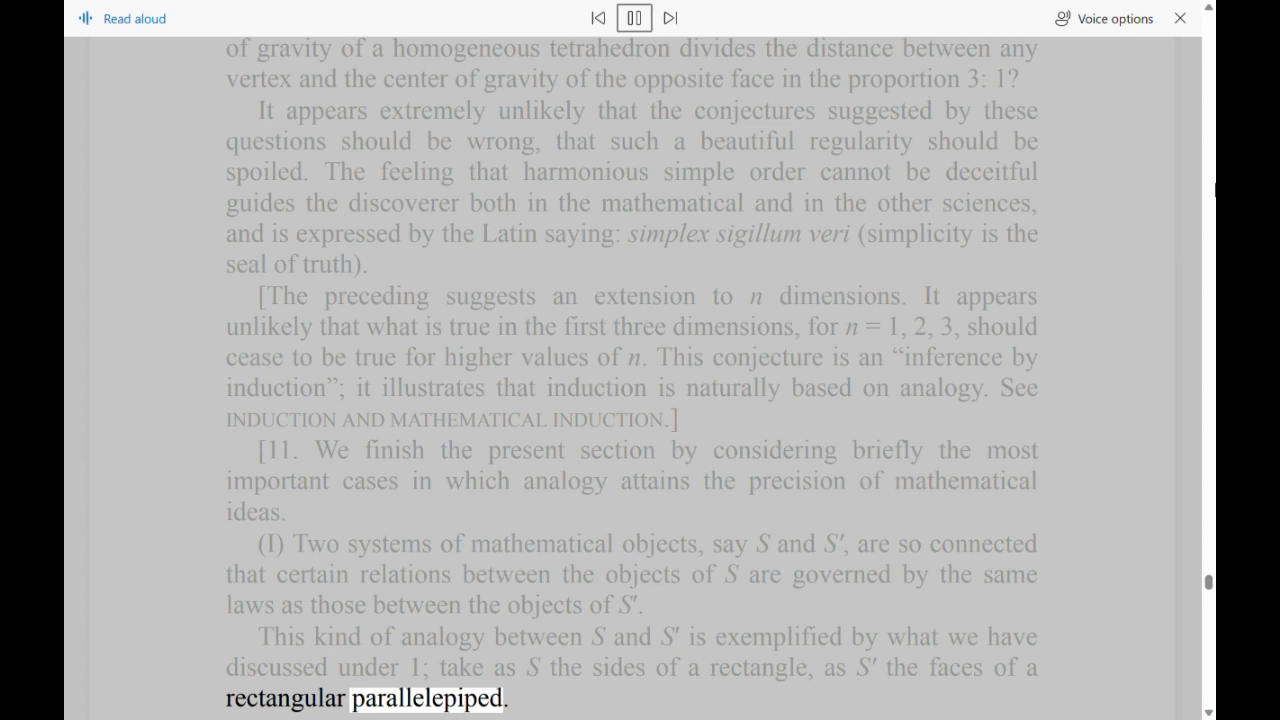 Read aloud
Voice options
of gravity of a homogeneous tetrahedron divides the distance between any
vertex and the center of gravity of the opposite face in the proportion 3: 1?
It appears extremely unlikely that the conjectures suggested by these
questions should be wrong, that such a beautiful regularity should be
spoiled. The feeling that harmonious simple order cannot be deceitful
guides the discoverer both in the mathematical and in the other sciences,
and is expressed by the Latin saying: simplex sigillum veri (simplicity is the
seal of truth).
[The preceding suggests an extension to n dimensions. It appears
unlikely that what is true in the first three dimensions, for n = 1, 2, 3, should
cease to be true for higher values of n. This conjecture is an “inference by
induction”; it illustrates that induction is naturally based on analogy. See
INDUCTION AND MATHEMATICAL INDUCTION.]
[11. We finish the present section by considering briefly the most
important cases in which analogy attains the precision of mathematical
ideas.
(I) Two systems of mathematical objects, say S and S′, are so connected
that certain relations between the objects of S are governed by the same
laws as those between the objects of S′.
This kind of analogy between S and S′ is exemplified by what we have
discussed under 1; take as S the sides of a rectangle, as S′ the faces of a
rectangular parallelepiped.